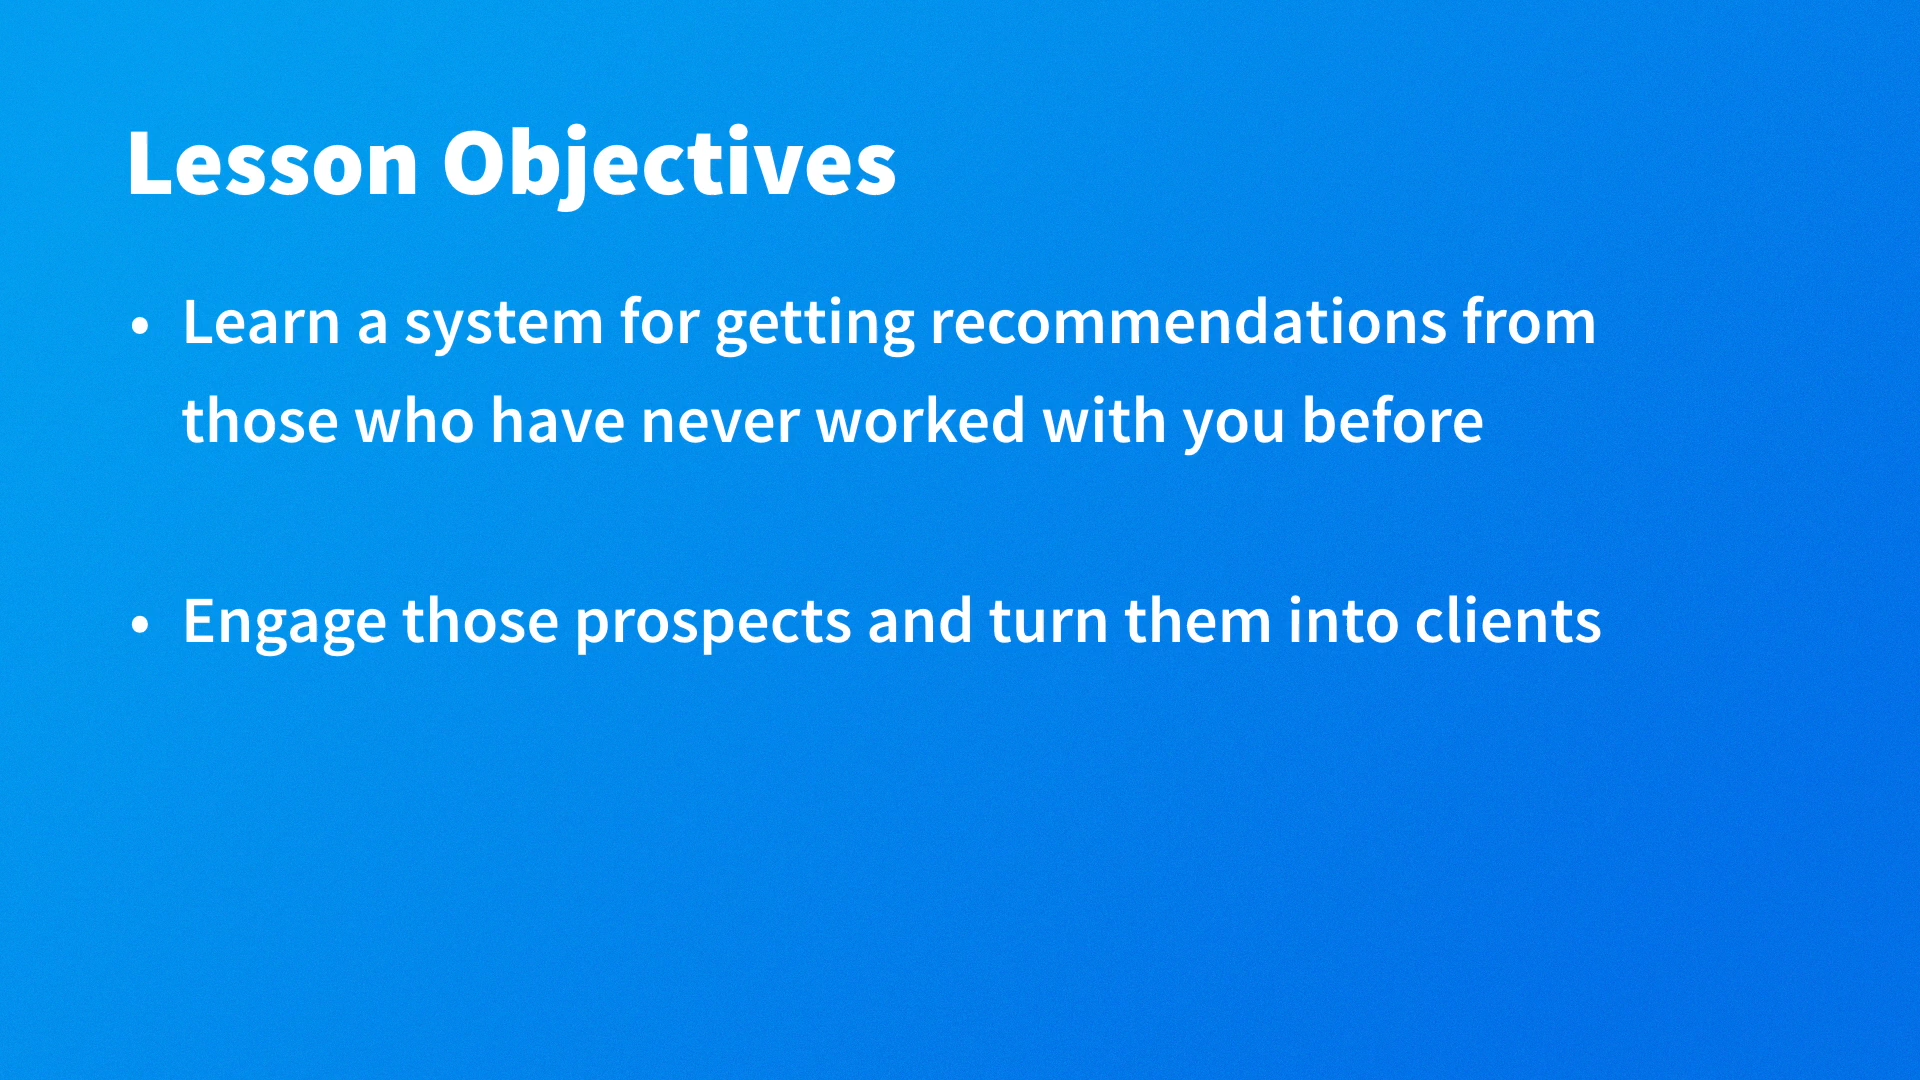 Lesson Objectives
• Learn a system for getting recommendations from
those who have never worked with you before
• Engage those prospects and turn them into clients